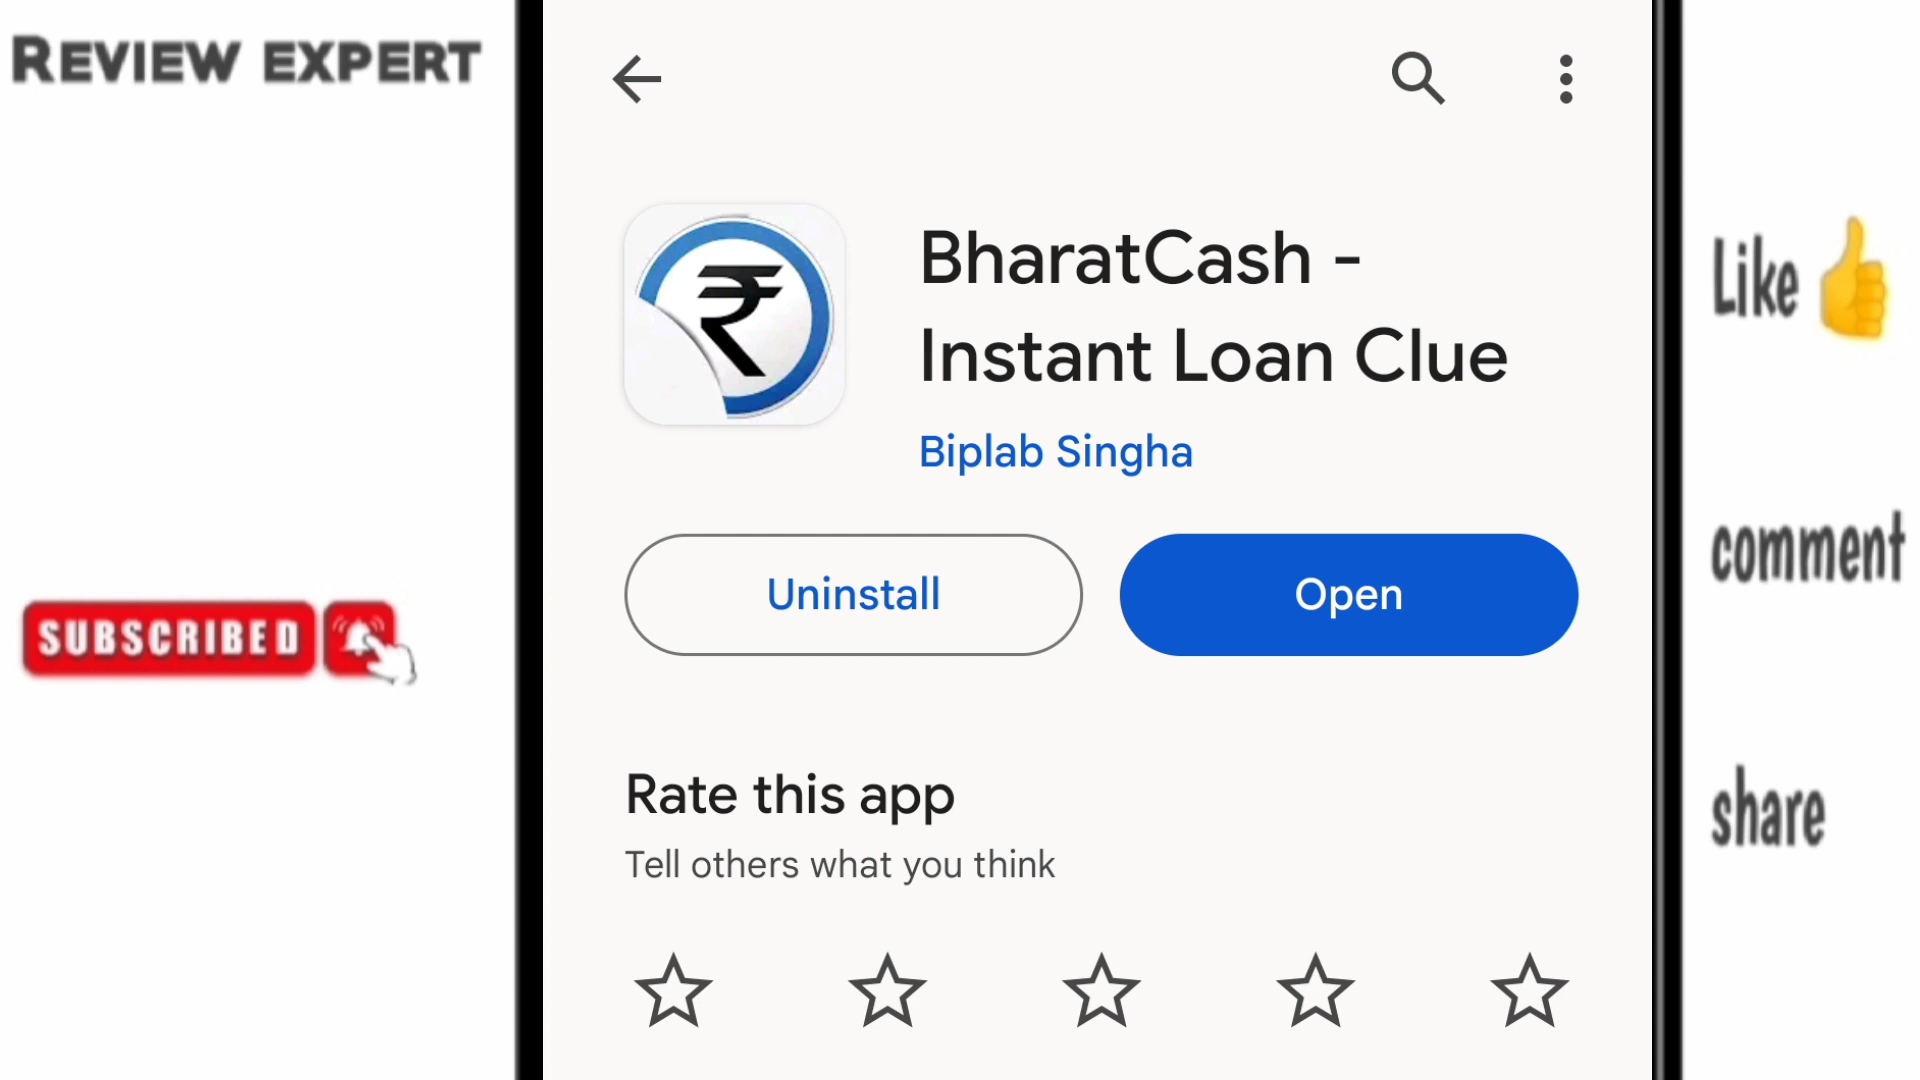 REVIEW EXPERT
BharatCash -
Instant Loan Clue
Biplab Singha
Uninstall
Open
Like
SUBSCRIBED
comment
Rate this app
Tell others what you think
share